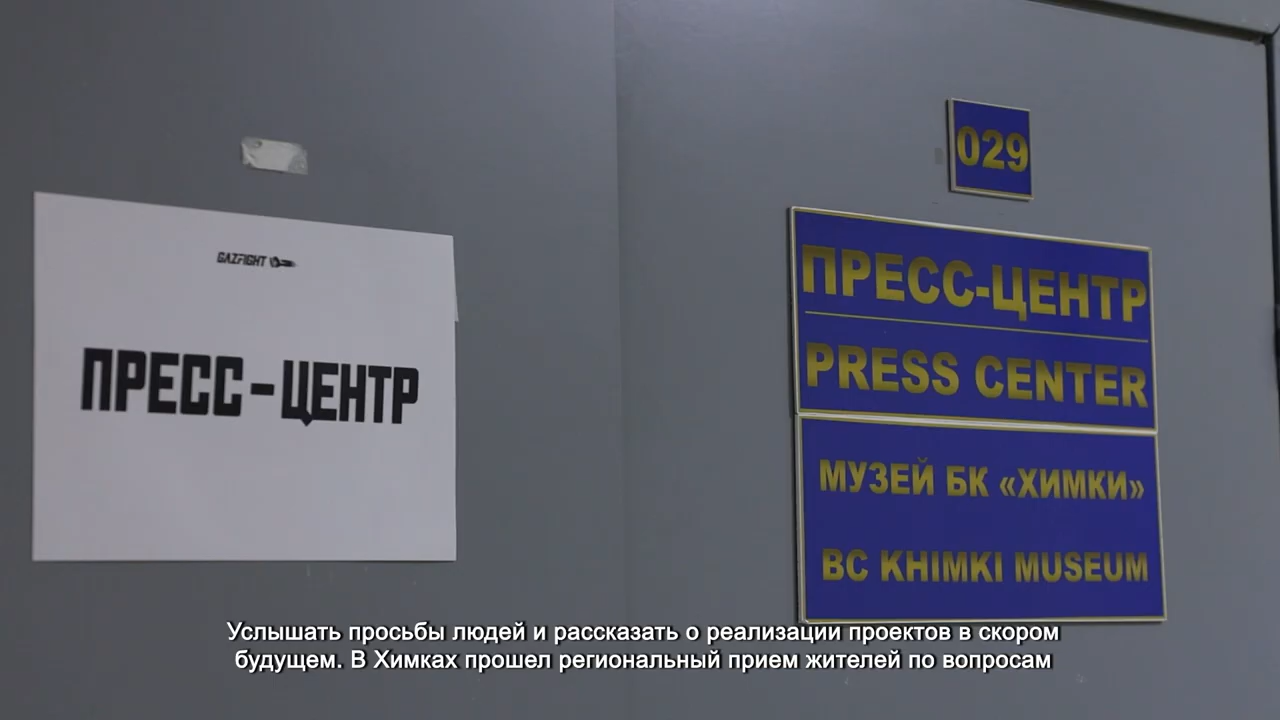 GAZFIGHT
ПРЕСС-ЦЕНТР
029
ПРЕСС-ЦЕНТР
PRESS CENTER
МУЗЕЙ БК «ХИМКИ»
BC KHIMKI MUSEUM
Услышать просьбы людей и рассказать о реализации проектов в скором
будущем. В Химках прошел региональный прием жителей по вопросам